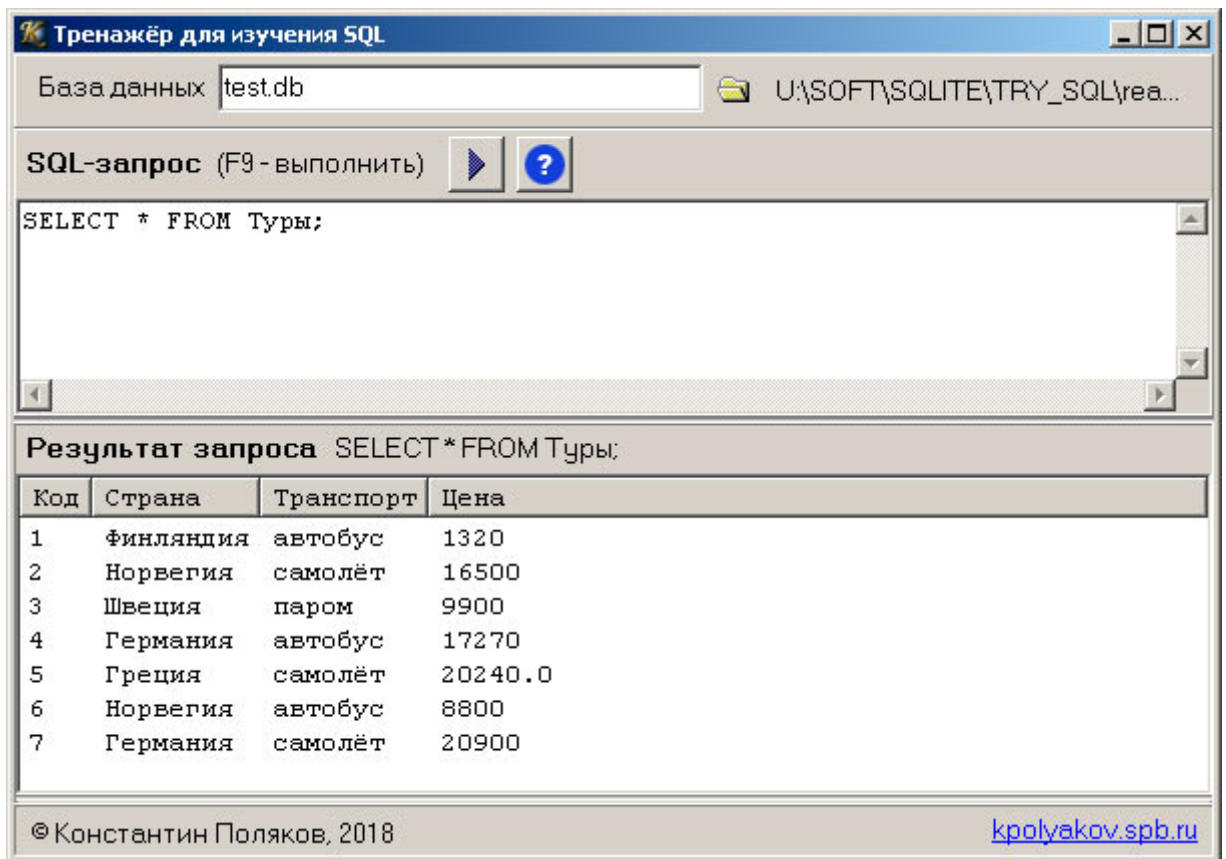 Тренажёр для изучения SQL
База данных test.db U:\SOFT\SQLITE\TRY_SQL\rea...
SQL-запрос (F9 - выполнить) ?
SELECT * FROM Туры;
Результат запроса SELECT * FROM Туры;
Код Страна Транспорт Цена
1 Финляндия автобус 1320
2 Норвегия самолёт 16500
3 Швеция паром 9900
4 Германия автобус 17270
5 Греция самолёт 20240.0
6 Норвегия автобус 8800
7 Германия самолёт 20900
© Константин Поляков, 2018 kpolyakov.spb.ru